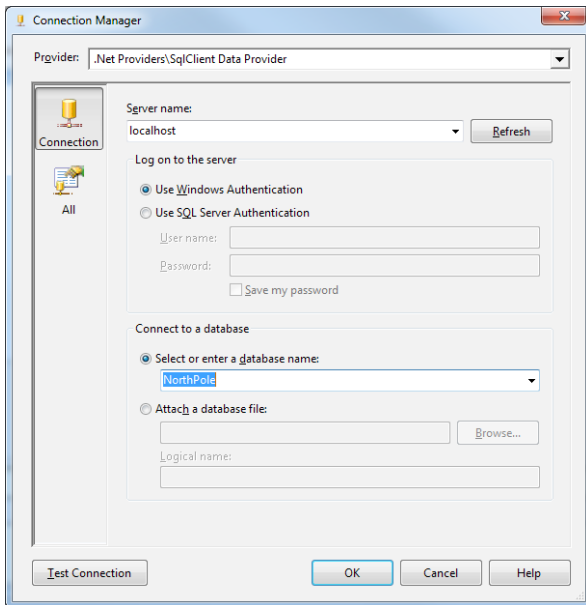 Connection Manager
Provider: .Net Providers\SqlClient Data Provider
Connection
All
Server name:
localhost
Refresh
Log on to the server
Use Windows Authentication
Use SQL Server Authentication
User name:
Password:
Save my password
Connect to a database
Select or enter a database name:
NorthPole
Attach a database file:
Browse...
Logical name:
Test Connection
OK
Cancel
Help